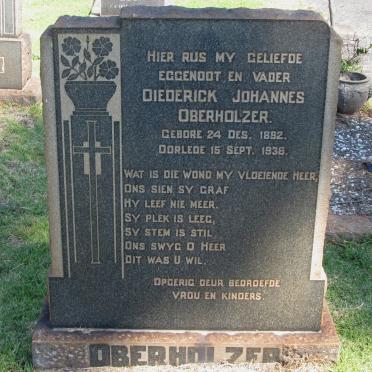 HIER RUS MY GELIEFDE
EGGENOOT EN VADER
DIEDERICK JOHANNES
OBERHOLZER.
GEBORE 24 DES. 1882.
OORLEDE 15 SEPT. 1936.
WAT IS DIE WOND MY VLOEIENDE HEER,
ONS SIEN SY GRAF
HY LEEF NIE MEER.
SY PLEK IS LEEG,
SY STEM IS STIL
ONS SWYG O HEER
DIT WAS U WIL.
OPGERIG DEUR BEDROEFDE
VROU EN KINDERS.
OBERHOLZER